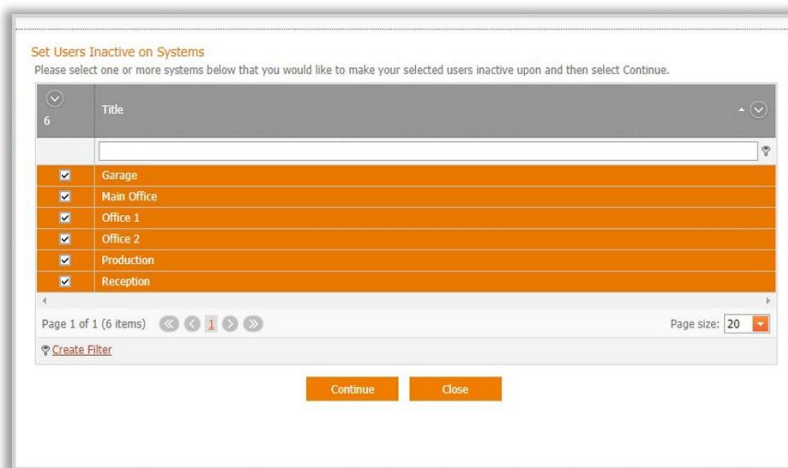 Set Users Inactive on Systems
Please select one or more systems below that you would like to make your selected users inactive upon and then select Continue.
6
Title
Garage
Main Office
Office 1
Office 2
Production
Reception
Page 1 of 1 (6 items) 1 Page size: 20
Create Filter
Continue Close